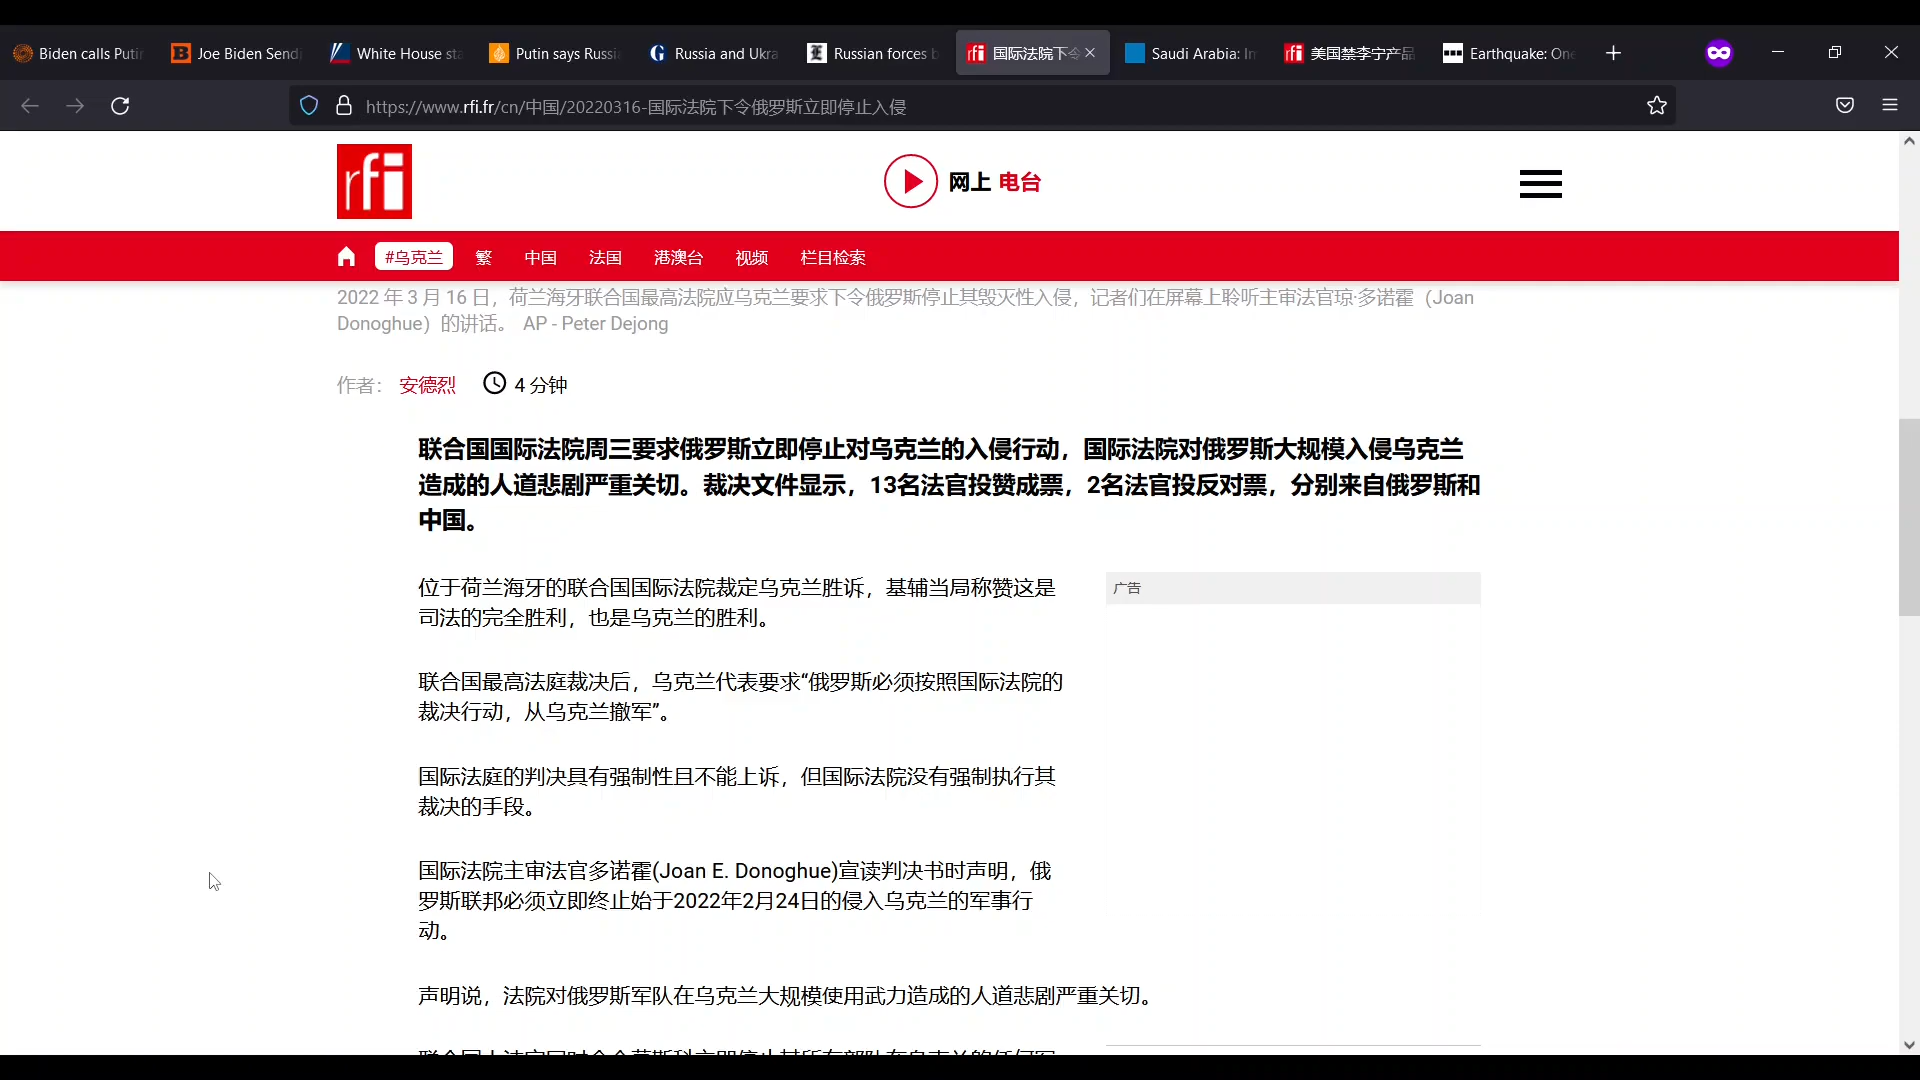 Biden calls Puti
Joe Biden Sendi
White House sta
Putin says Russi
Russia and Ukra
Russian forces b
国际法院下令
Saudi Arabia: In
美国禁李宁产品
Earthquake: One
https://www.rfi.fr/cn/中国/20220316-国际法院下令俄罗斯立即停止入侵
rfi
网上 电台
#乌克兰 繁 中国 法国 港澳台 视频 栏目检索
2022 年 3 月 16 日，荷兰海牙联合国最高法院应乌克兰要求下令俄罗斯停止其毁灭性入侵，记者们在屏幕上聆听主审法官琼·多诺霍（Joan
Donoghue）的讲话。 AP - Peter Dejong
作者： 安德烈 4 分钟
联合国国际法院周三要求俄罗斯立即停止对乌克兰的入侵行动，国际法院对俄罗斯大规模入侵乌克兰
造成的人道悲剧严重关切。裁决文件显示，13名法官投赞成票，2名法官投反对票，分别来自俄罗斯和
中国。
位于荷兰海牙的联合国国际法院裁定乌克兰胜诉，基辅当局称赞这是
司法的完全胜利，也是乌克兰的胜利。
广告
联合国最高法庭裁决后，乌克兰代表要求“俄罗斯必须按照国际法院的
裁决行动，从乌克兰撤军”。
国际法庭的判决具有强制性且不能上诉，但国际法院没有强制执行其
裁决的手段。
国际法院主审法官多诺霍(Joan E. Donoghue)宣读判决书时声明，俄
罗斯联邦必须立即终止始于2022年2月24日的侵入乌克兰的军事行
动。
声明说，法院对俄罗斯军队在乌克兰大规模使用武力造成的人道悲剧严重关切。